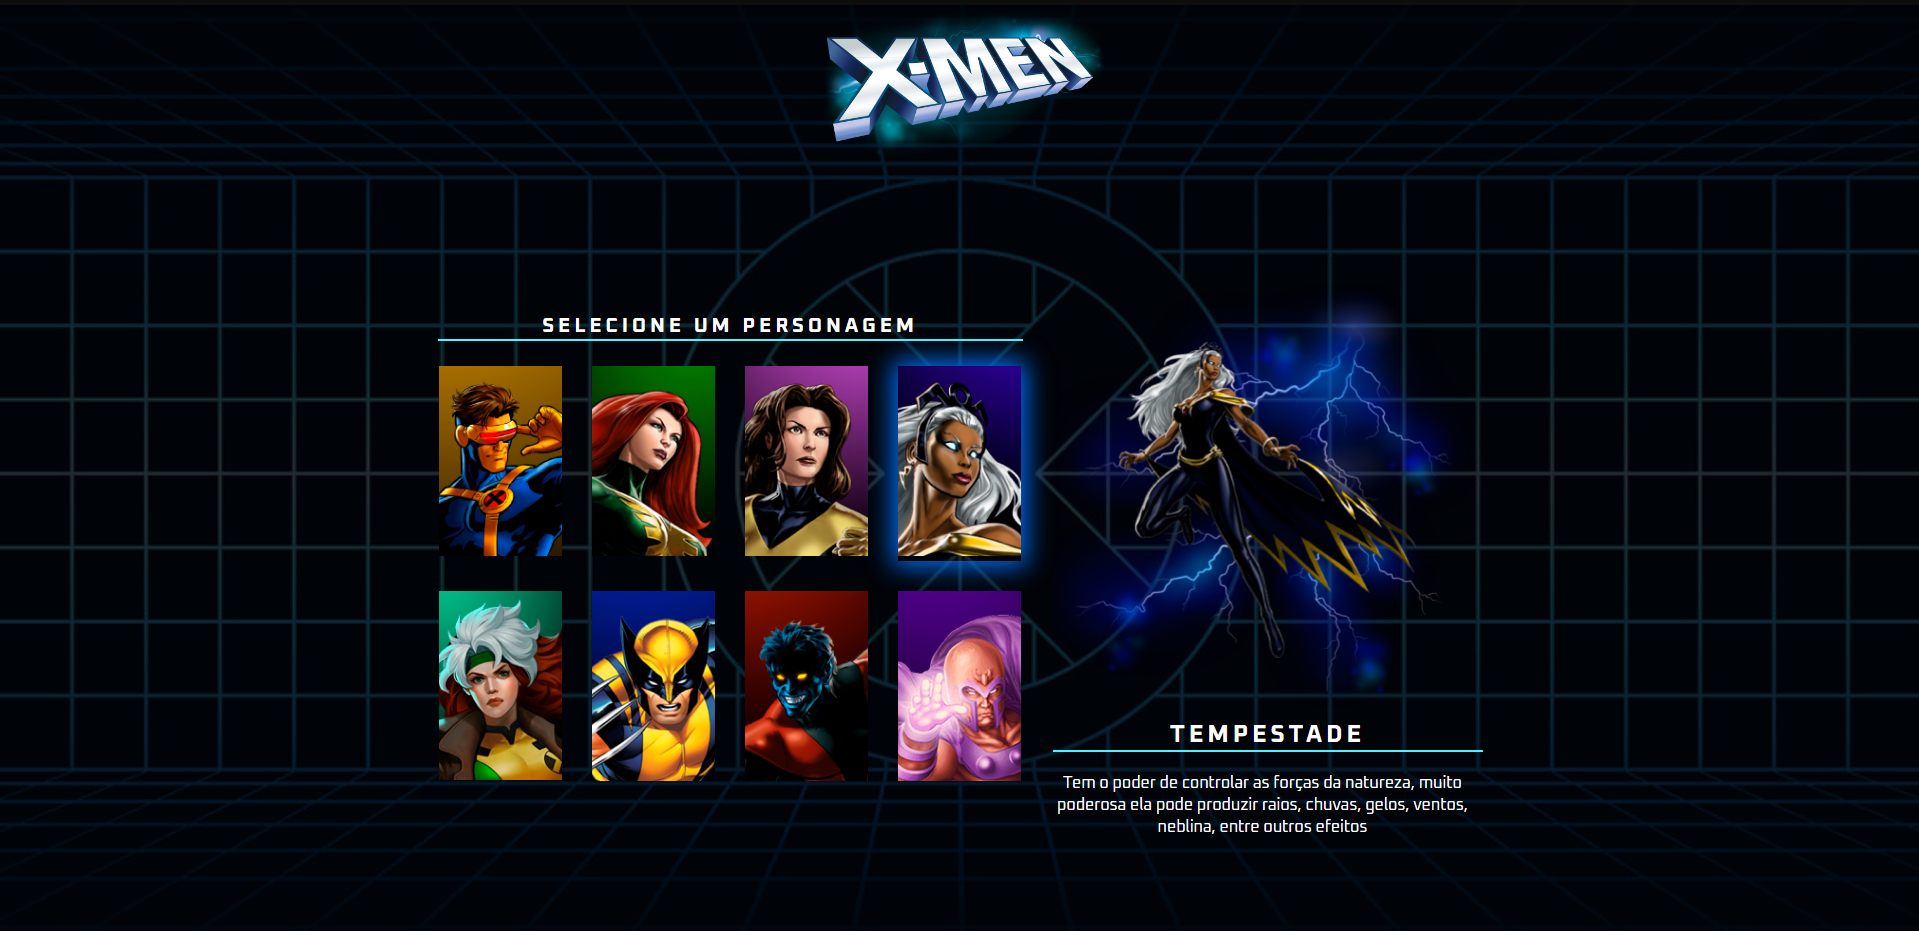 X-MEN
SELECIONE UM PERSONAGEM
TEMPESTADE
Tem o poder de controlar as forças da natureza, muito
poderosa ela pode produzir raios, chuvas, gelos, ventos,
neblina, entre outros efeitos